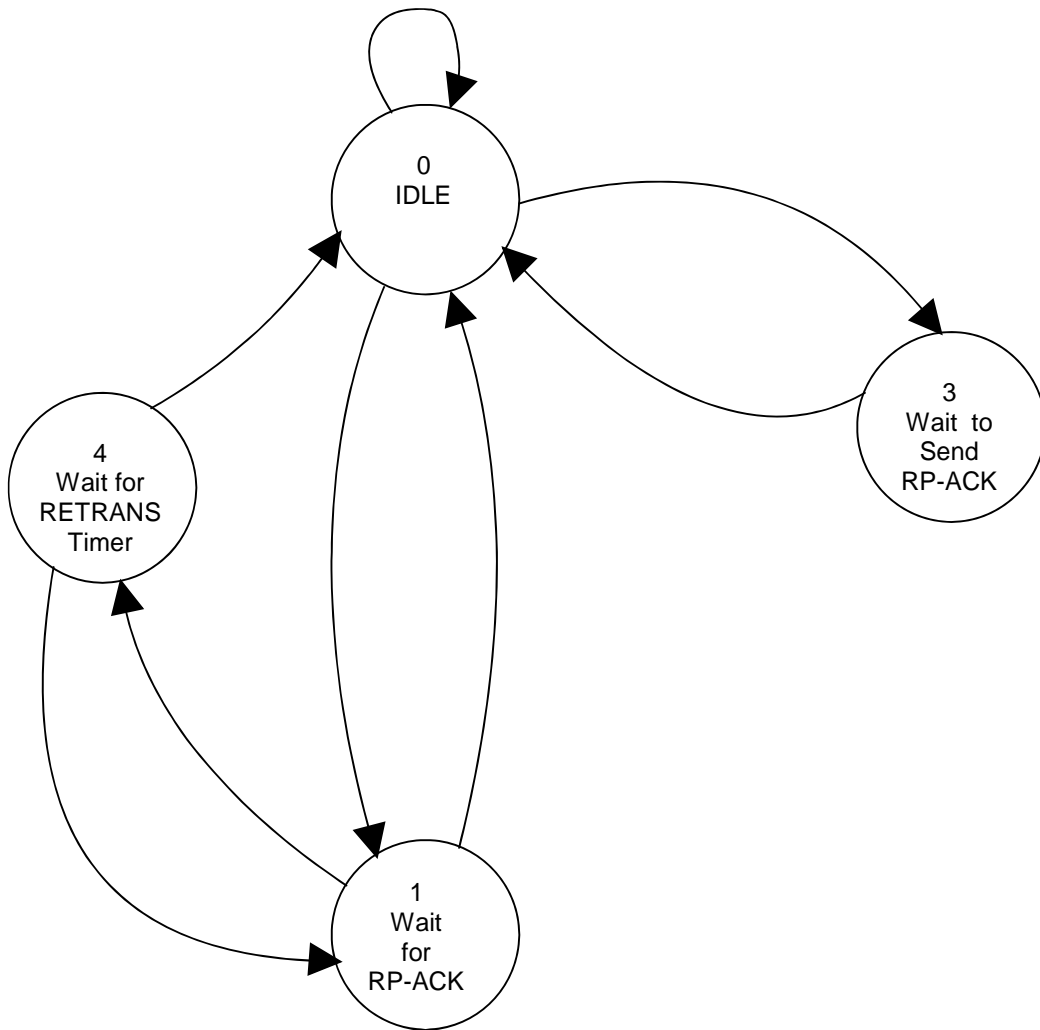 0
IDLE
3
Wait to
Send
RP-ACK
4
Wait for
RETRANS
Timer
1
Wait
for
RP-ACK